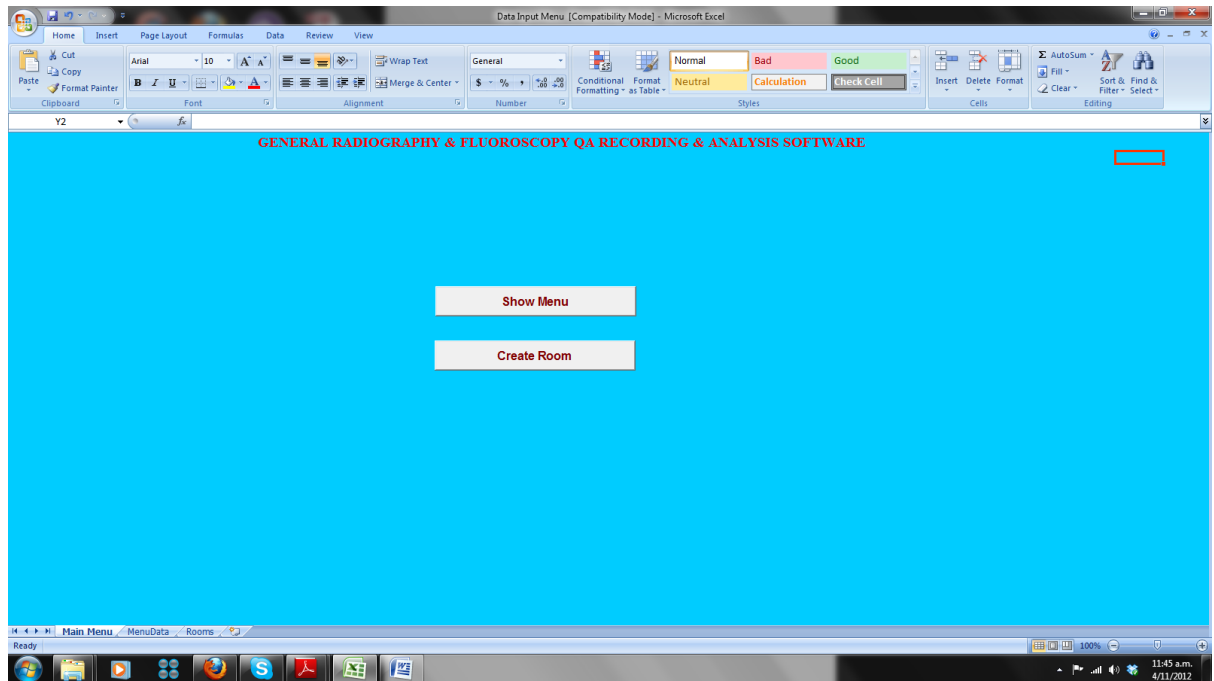 Data Input Menu [Compatibility Mode] - Microsoft Excel
Home Insert Page Layout Formulas Data Review View
Cut
Copy
Format Painter
Paste
Clipboard
Arial 10
B I U
Font
Wrap Text
Merge & Center
Alignment
General
$ % ,
Number
Conditional Formatting
Format as Table
Normal Bad Good
Neutral Calculation Check Cell
Styles
Insert Delete Format
Cells
Σ AutoSum
Fill
Clear
Sort & Filter
Find & Select
Editing
Y2
fx
GENERAL RADIOGRAPHY & FLUOROSCOPY QA RECORDING & ANALYSIS SOFTWARE
Show Menu
Create Room
Main Menu MenuData Rooms
Ready
100%
11:45 a.m.
4/11/2012